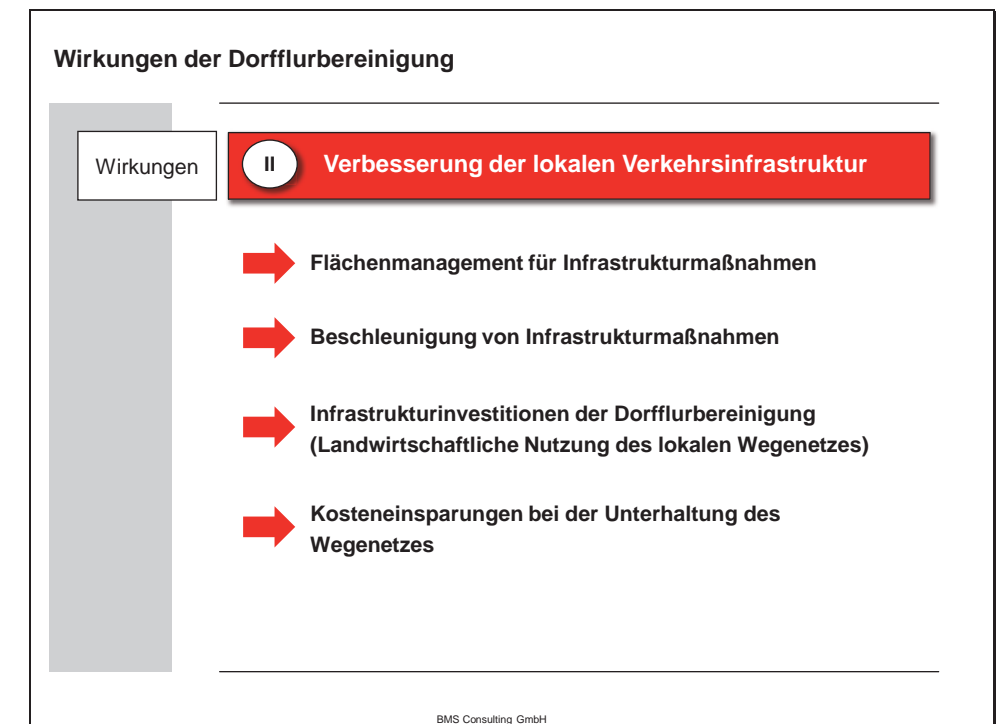 Wirkungen der Dorfflurbereinigung
Wirkungen
II
Verbesserung der lokalen Verkehrsinfrastruktur
Flächenmanagement für Infrastrukturmaßnahmen
Beschleunigung von Infrastrukturmaßnahmen
Infrastrukturinvestitionen der Dorfflurbereinigung
(Landwirtschaftliche Nutzung des lokalen Wegenetzes)
Kosteneinsparungen bei der Unterhaltung des
Wegenetzes
BMS Consulting GmbH